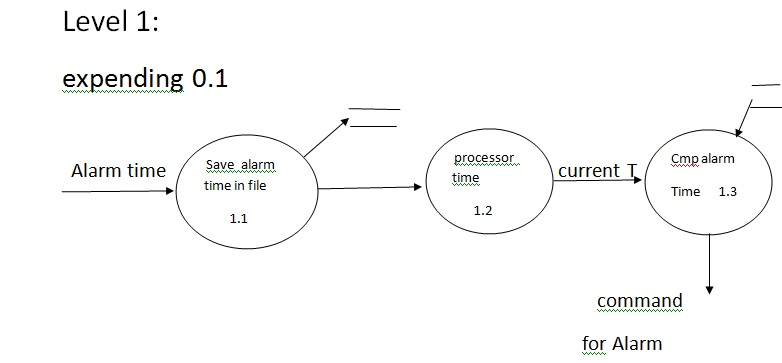 Level 1:
expending 0.1
Alarm time
Save alarm
time in file
1.1
processor
time
1.2
current T
Cmp alarm
Time 1.3
command
for Alarm